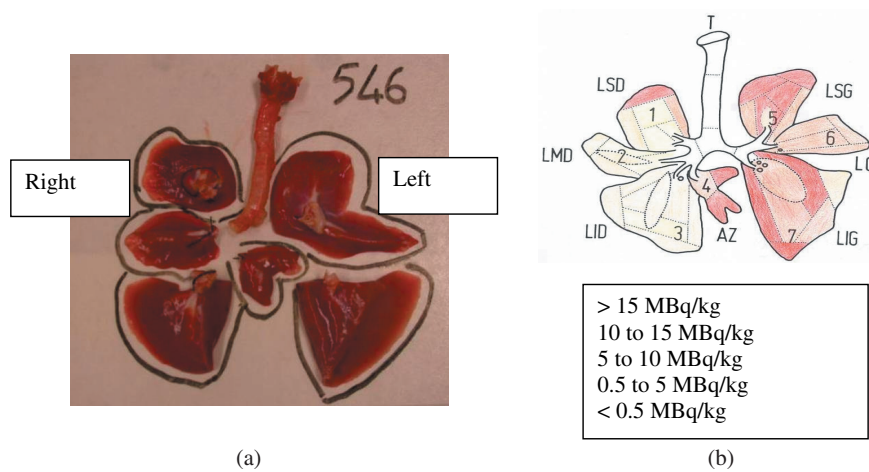 546
Right
Left
(a)
T
LSD
LSG
1
5
6
LMD
2
4
LID
3
AZ
7
LIG
> 15 MBq/kg
10 to 15 MBq/kg
5 to 10 MBq/kg
0.5 to 5 MBq/kg
< 0.5 MBq/kg
(b)